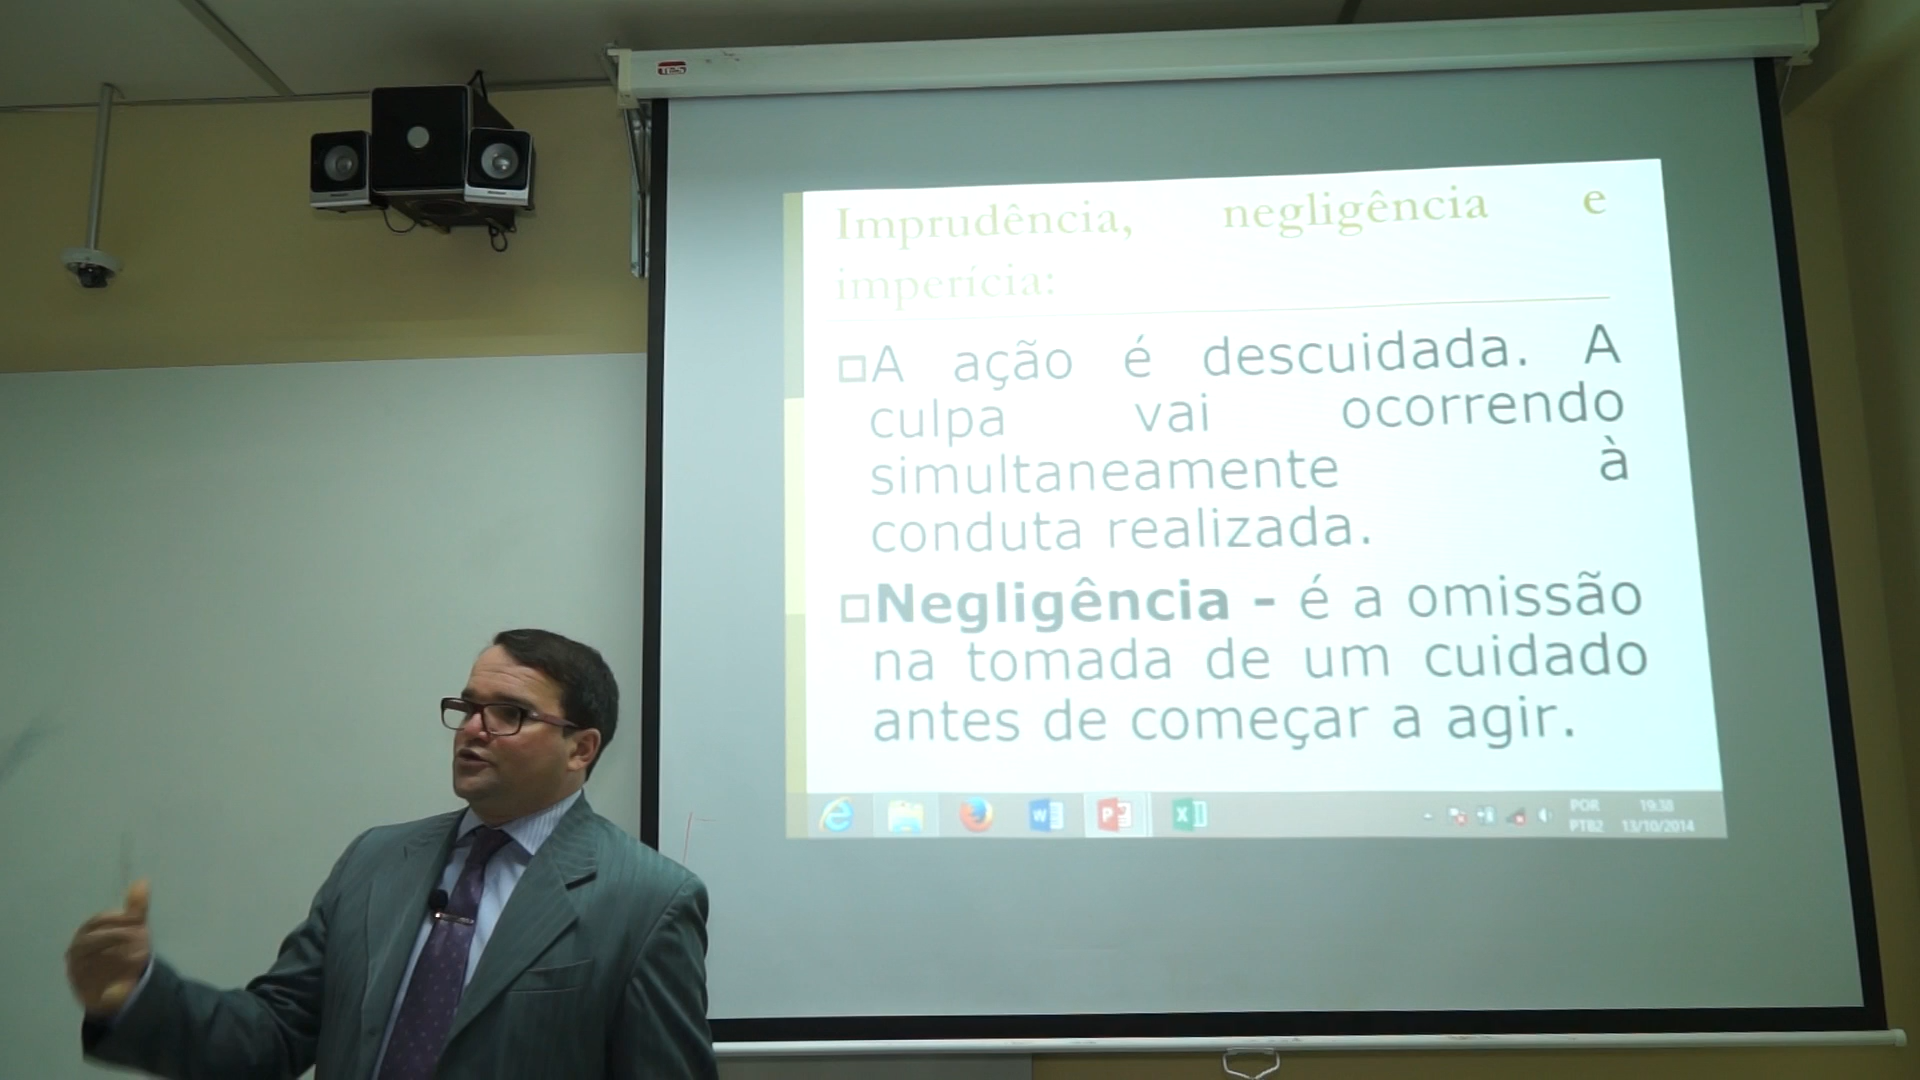 TES
Imprudência, negligência e
imperícia:
A ação é descuidada. A
culpa vai ocorrendo
simultaneamente à
conduta realizada.
Negligência - é a omissão
na tomada de um cuidado
antes de começar a agir.
POR 19:38
PTB2 13/10/2014